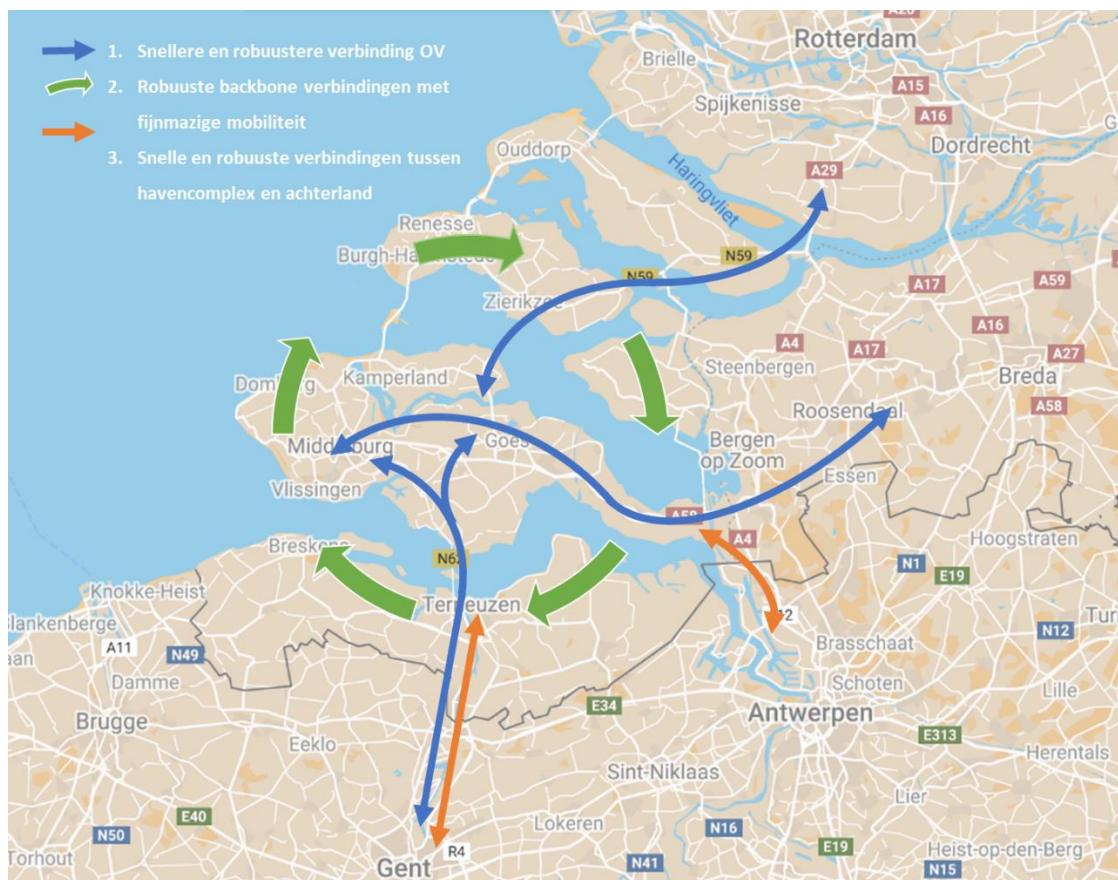 A20
Rotterdam
Brielle
A15
Spijkenisse
A16
Dordrecht
1. Snellere en robuustere verbinding OV
2. Robuuste backbone verbindingen met
fijnmazige mobiliteit
3. Snelle en robuuste verbindingen tussen
havencomplex en achterland
Ouddorp
Haringvliet
A29
Renesse
N59
N59
A17
A59
Zierikzee
A16
A4
A17
A27
Steenbergen
Breda
Domburg
Kamperland
A58
Roosendaal
Middelburg
Goes
Bergen
op Zoom
Essen
Vlissingen
A58
A4
Hoogstraten
Breskens
N62
N1
E19
Knokke-Heist
Terneuzen
Blankenberge
A11
N49
Brasschaat
N12
Damme
Schoten
Lille
E34
Antwerpen
Brugge
E313
Eeklo
Herentals
Sint-Niklaas
Lier
E40
N50
Lokeren
N16
E19
Torhout
Gent
R4
N41
Heist-op-den-Berg
N15